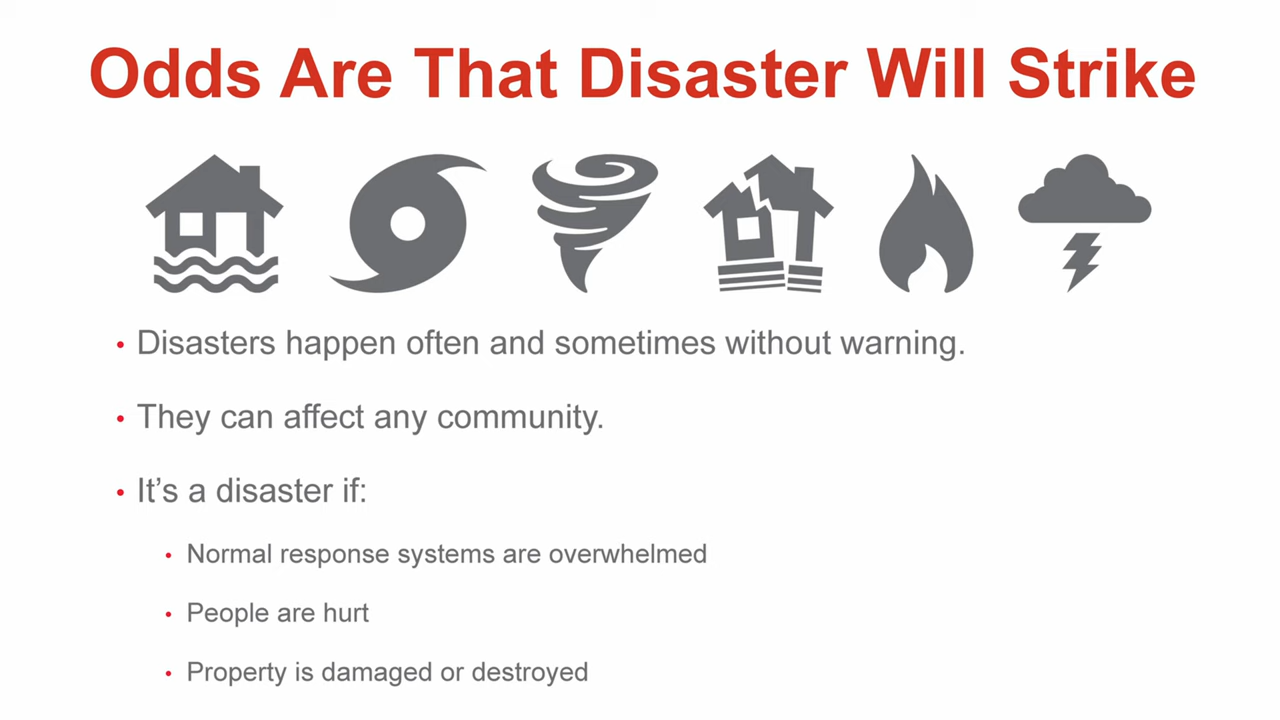 Odds Are That Disaster Will Strike
• Disasters happen often and sometimes without warning.
• They can affect any community.
• It’s a disaster if:
• Normal response systems are overwhelmed
• People are hurt
• Property is damaged or destroyed